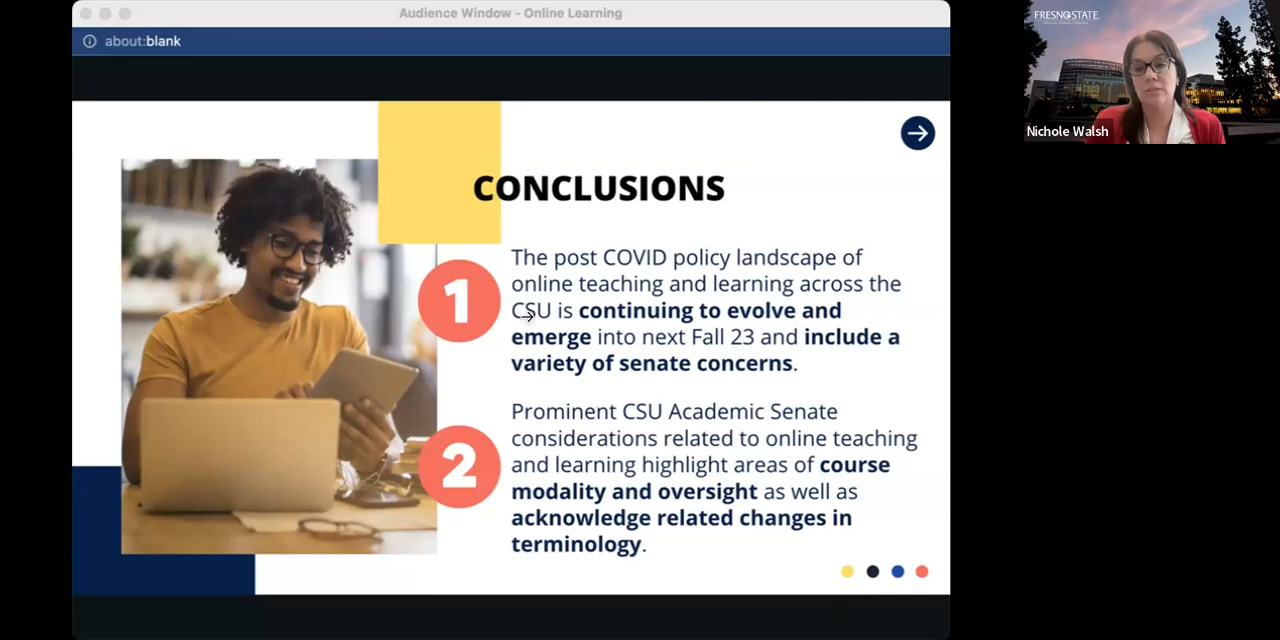 Audience Window - Online Learning
about:blank
FRESNO STATE
Nichole Walsh
CONCLUSIONS
1
The post COVID policy landscape of
online teaching and learning across the
CSU is continuing to evolve and
emerge into next Fall 23 and include a
variety of senate concerns.
2
Prominent CSU Academic Senate
considerations related to online teaching
and learning highlight areas of course
modality and oversight as well as
acknowledge related changes in
terminology.